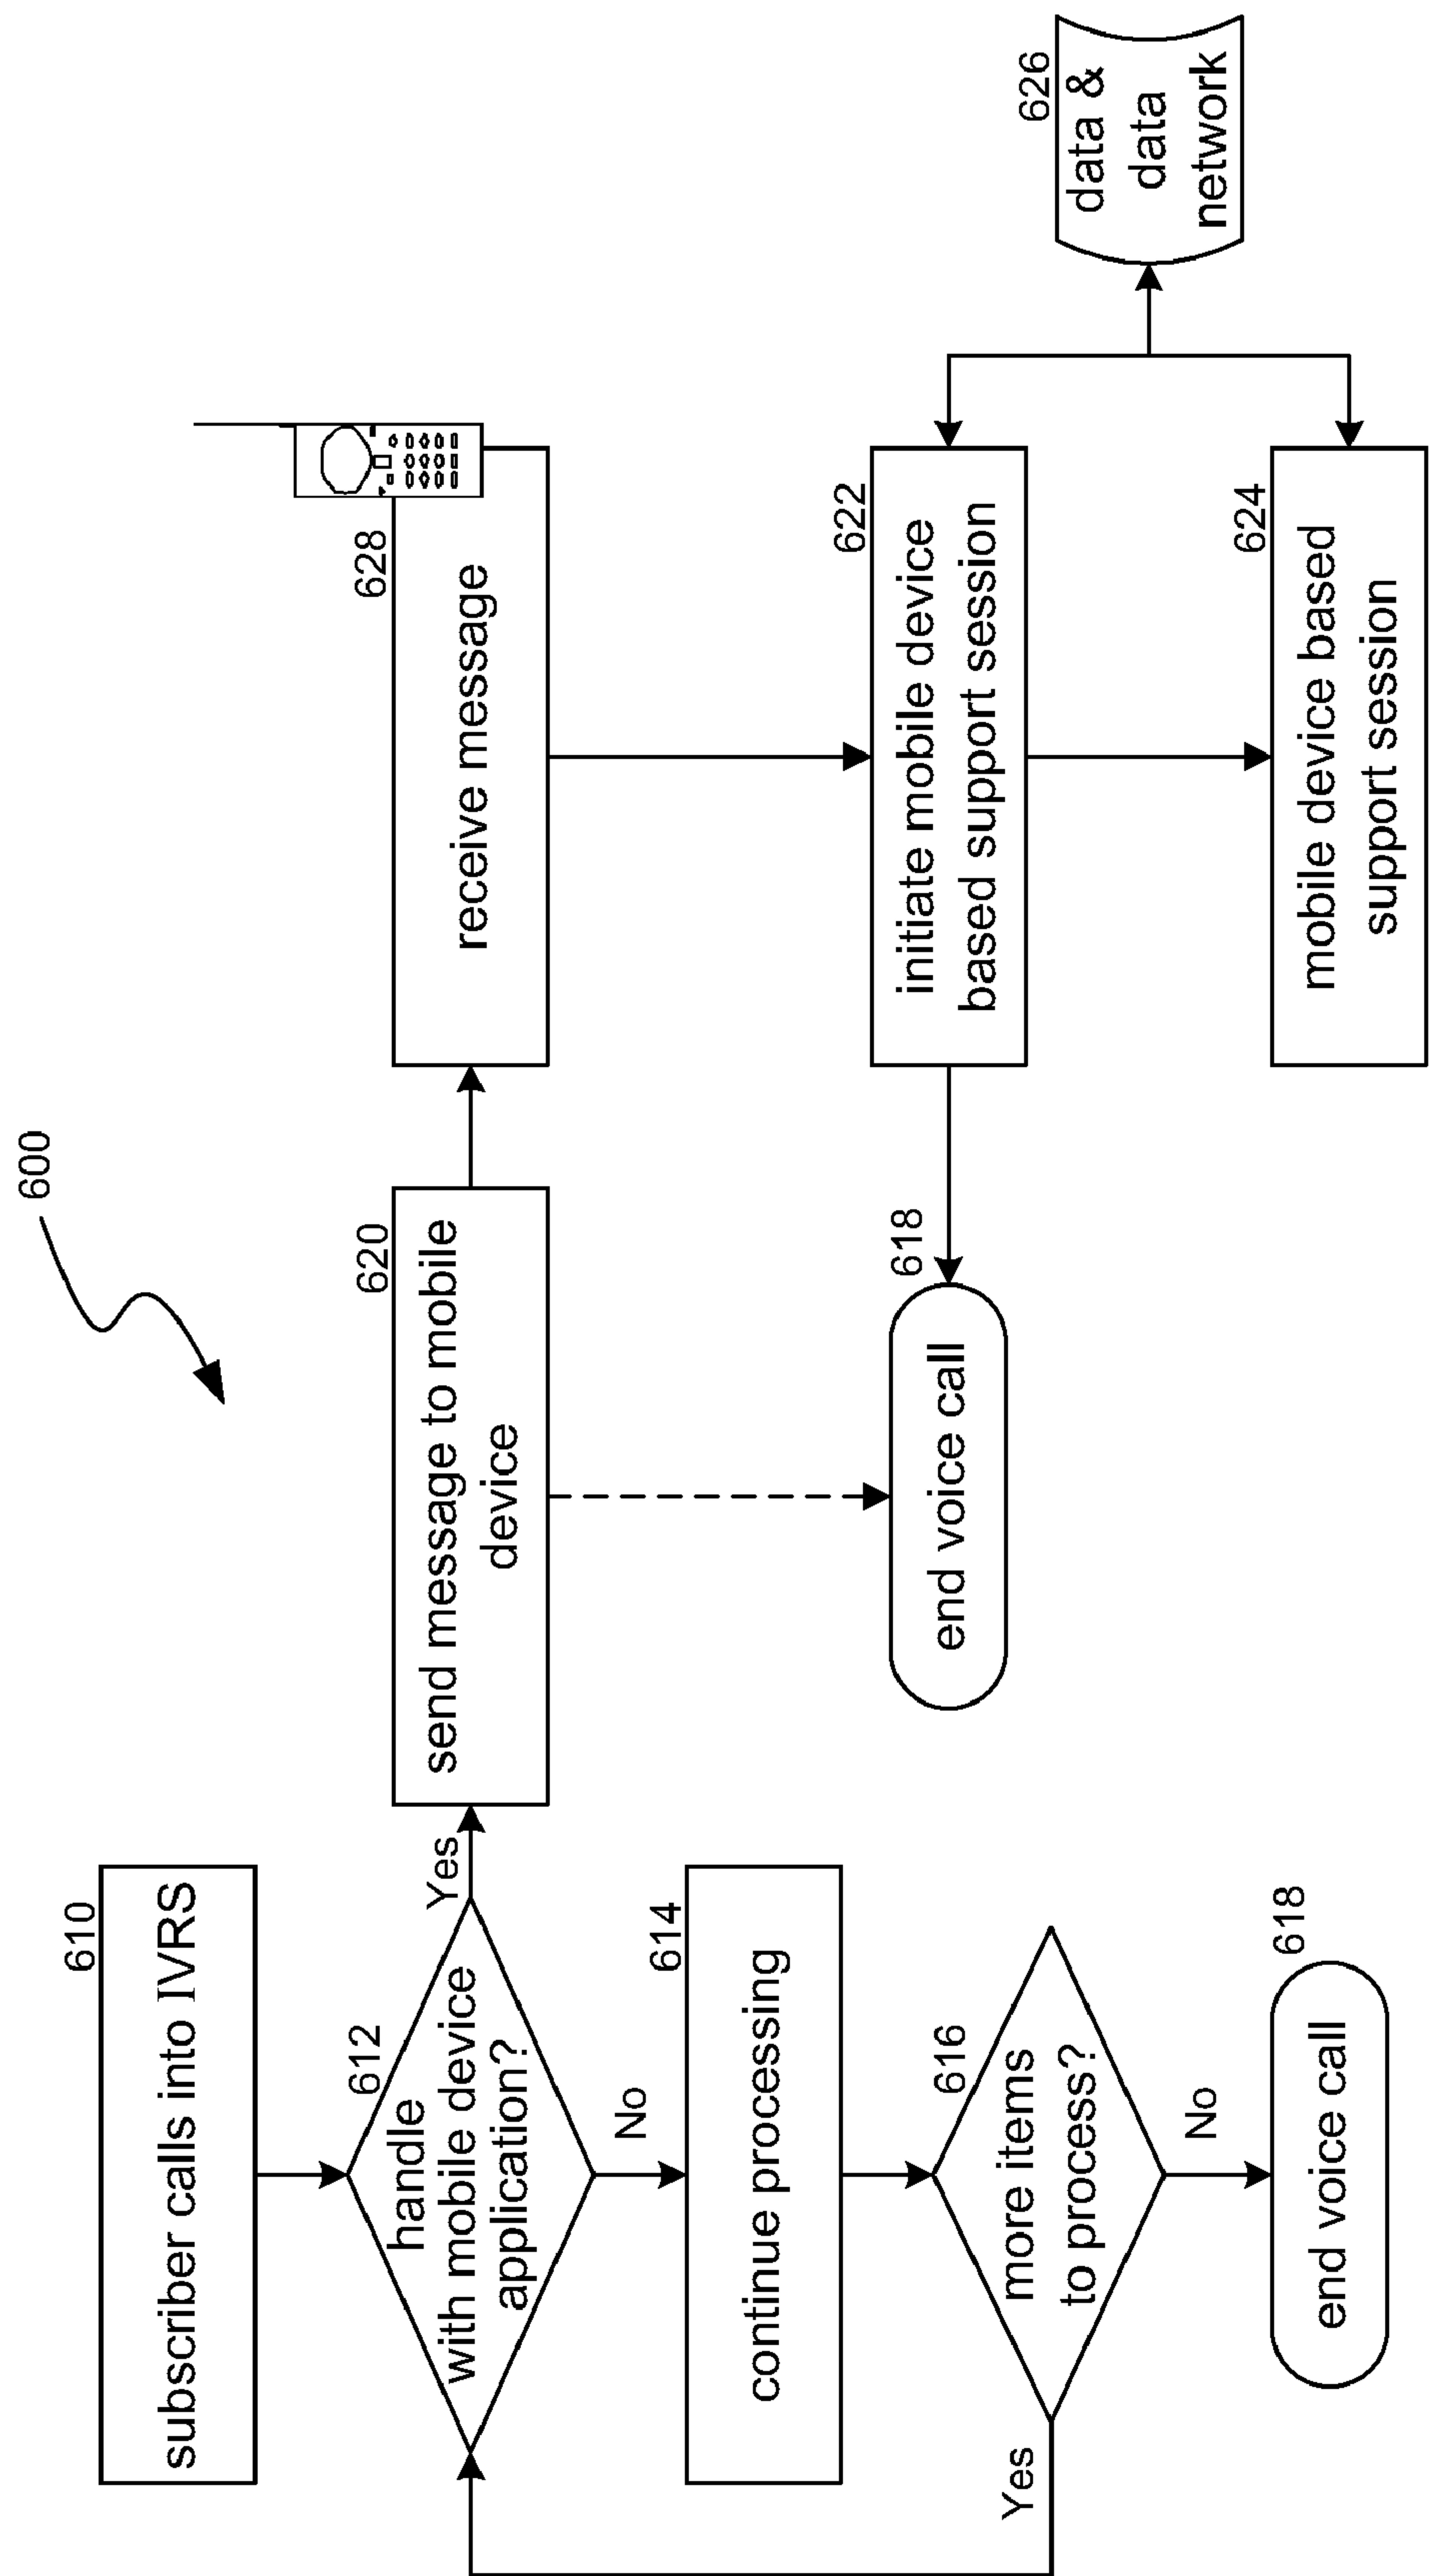 600
610
subscriber calls into IVRS
612
handle
with mobile device
application?
Yes
No
614
continue processing
616
more items
to process?
Yes
No
618
end voice call
620
send message to mobile
device
618
end voice call
628
receive message
622
initiate mobile device
based support session
624
mobile device based
support session
626
data &
data
network